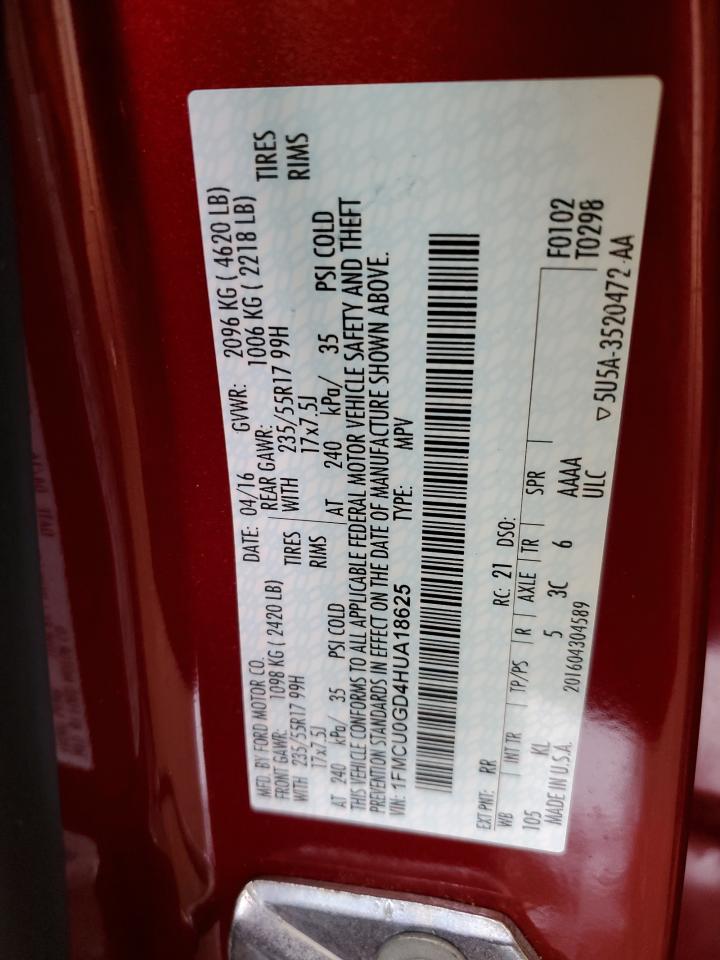 MFD. BY FORD MOTOR CO. DATE: 04/16 GVWR: 2096 KG ( 4620 LB)
FRONT GAWR: 1098 KG ( 2420 LB) REAR GAWR: 1006 KG ( 2218 LB)
WITH 235/55R17 99H TIRES WITH 235/55R17 99H TIRES
17x7.5J RIMS 17x7.5J RIMS
AT 240 kPa/ 35 PSI COLD AT 240 kPa/ 35 PSI COLD
THIS VEHICLE CONFORMS TO ALL APPLICABLE FEDERAL MOTOR VEHICLE SAFETY AND THEFT
PREVENTION STANDARDS IN EFFECT ON THE DATE OF MANUFACTURE SHOWN ABOVE.
VIN: 1FMCU0GD4HUA18625 TYPE: MPV
F0102
T0298
EXT PNT: RR RC: 21 DSO:
WB INT TR TP/PS R AXLE TR SPR
105 KL 5 3C 6 AAAA
MADE IN U.S.A. 201604304589 ULC ▽5U5A-3520472-AA